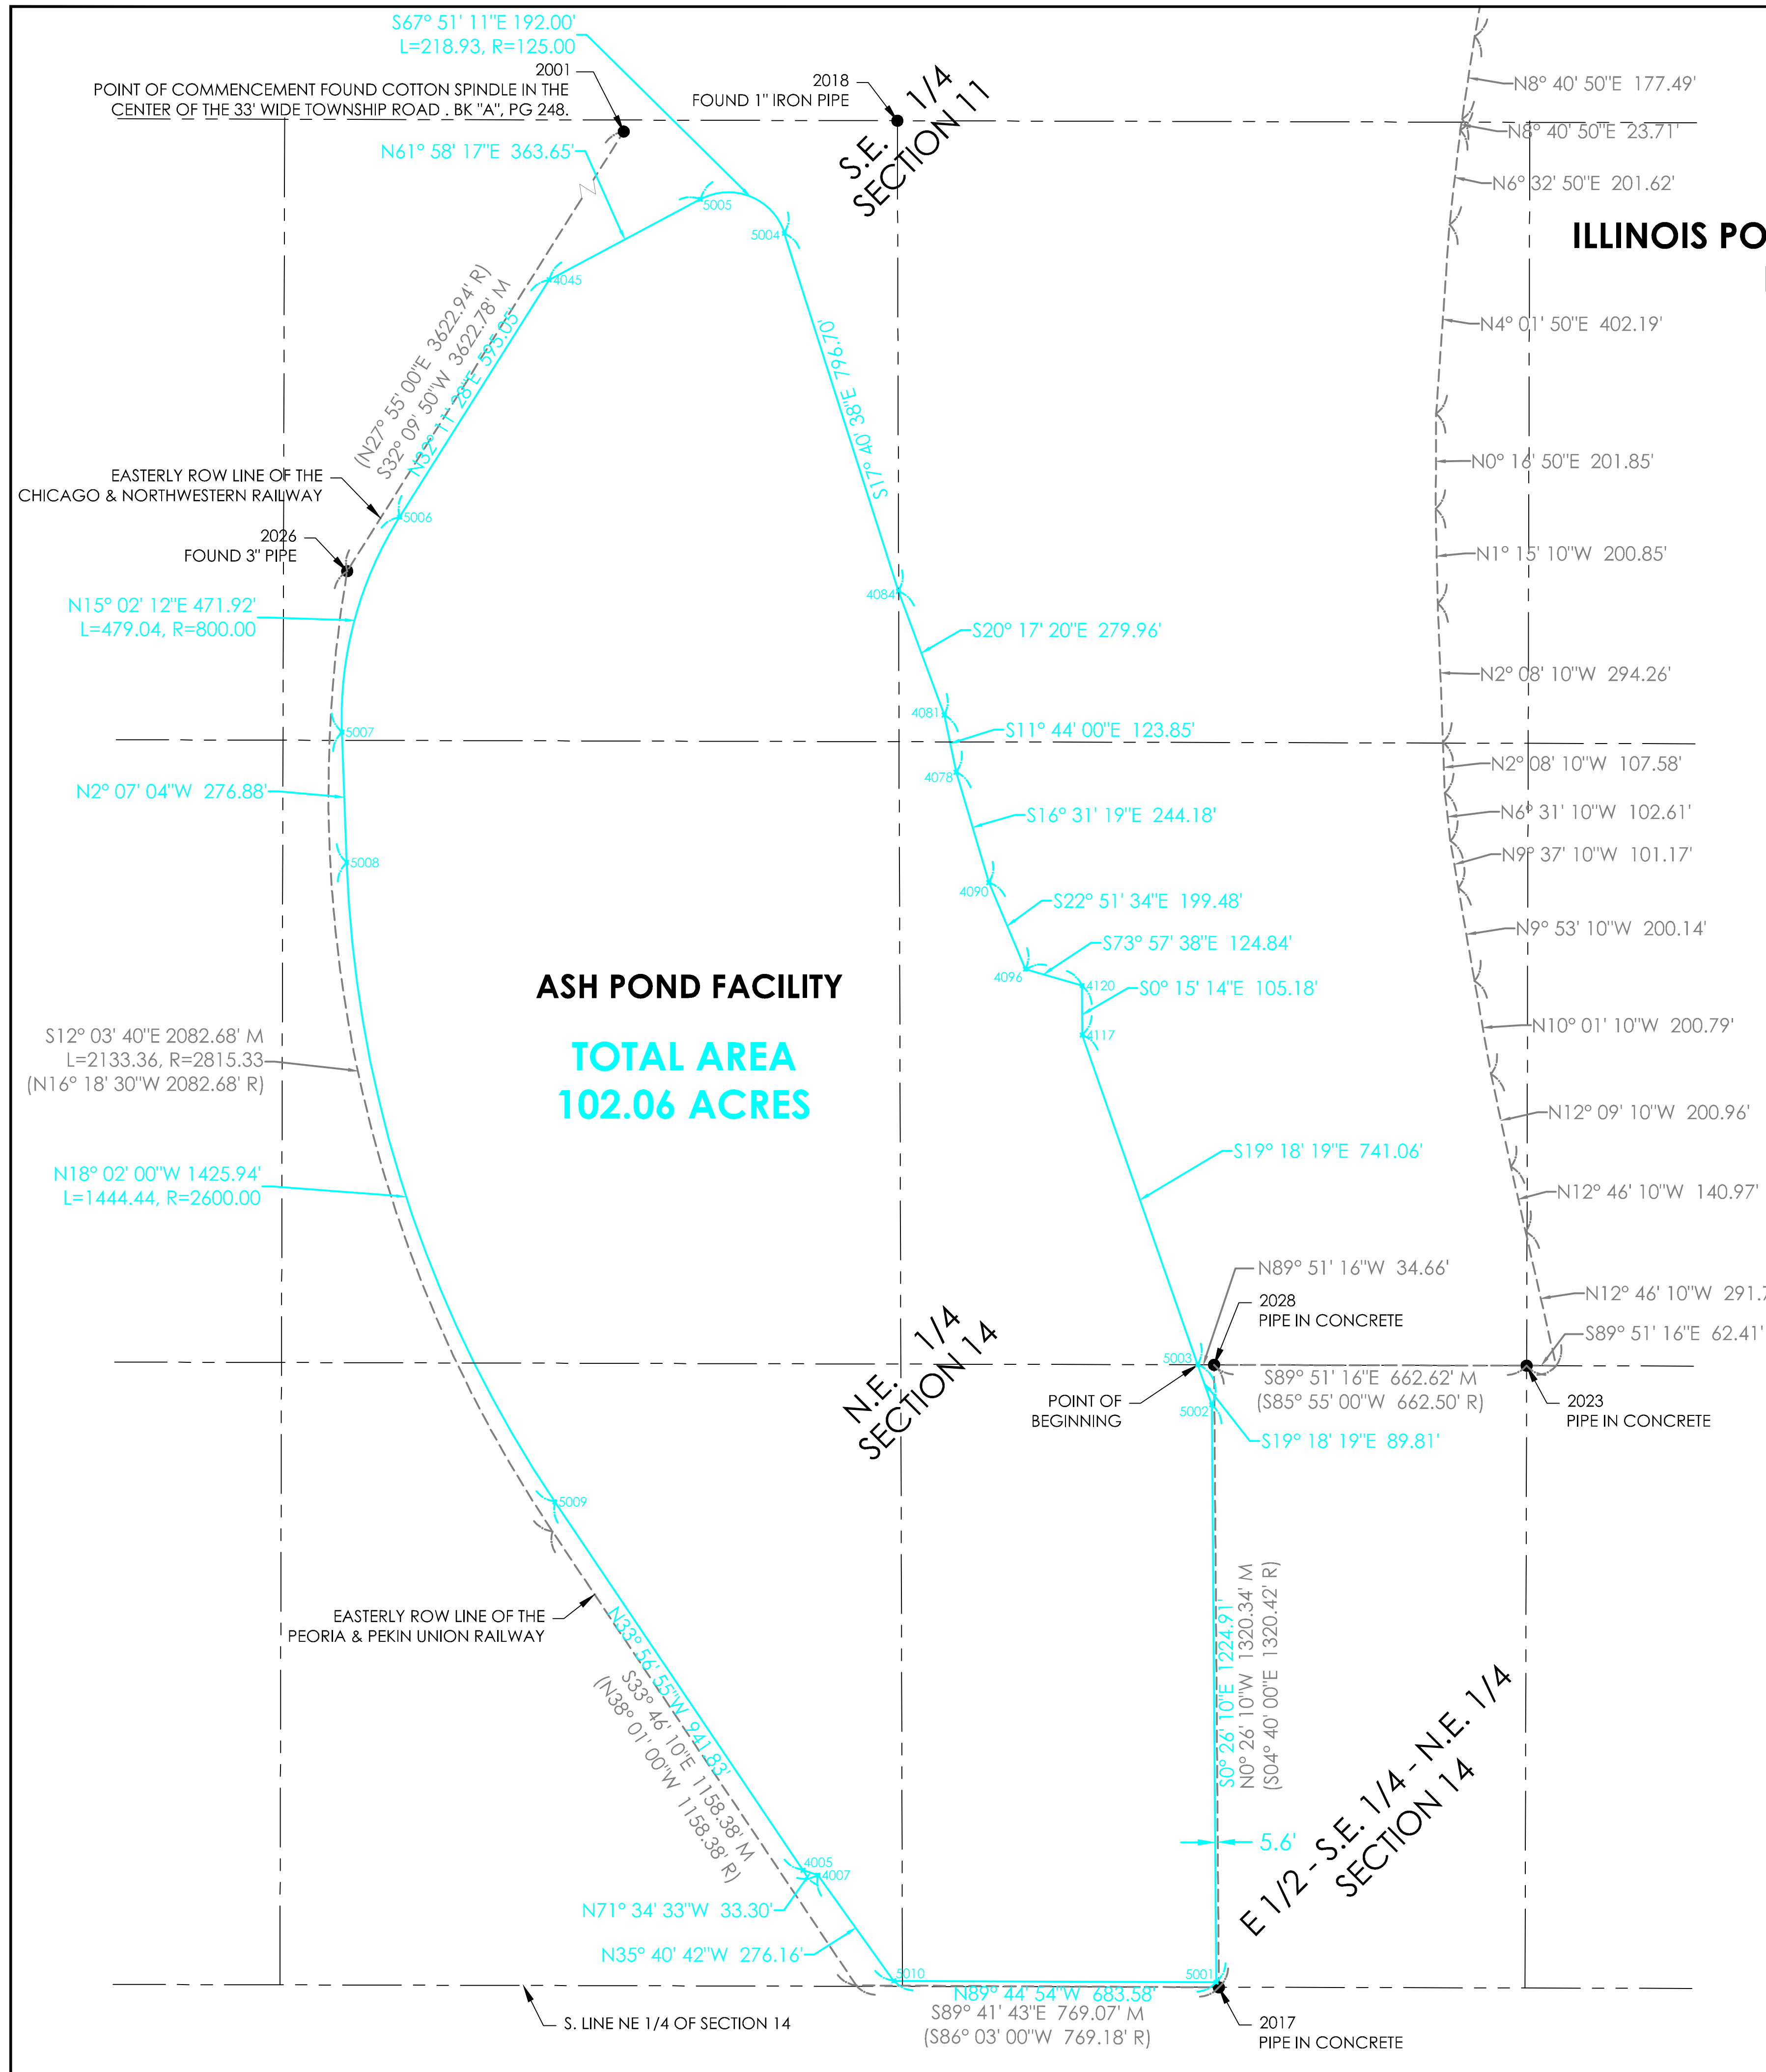 S67° 51' 11"E 192.00'
L=218.93, R=125.00
2001
POINT OF COMMENCEMENT FOUND COTTON SPINDLE IN THE
CENTER OF THE 33' WIDE TOWNSHIP ROAD . BK "A", PG 248.
N61° 58' 17"E 363.65'
2018
FOUND 1" IRON PIPE
S.E. 1/4
SECTION 11
N8° 40' 50"E 177.49'
N8° 40' 50"E 23.71'
N6° 32' 50"E 201.62'
ILLINOIS PO
5005
5004
4045
N4° 01' 50"E 402.19'
(N27° 55' 00"E 3622.94' R)
S32° 09' 50"W 3622.78' M
N32° 11' 28"E 595.05'
S17° 40' 38"E 796.70'
EASTERLY ROW LINE OF THE
CHICAGO & NORTHWESTERN RAILWAY
N0° 16' 50"E 201.85'
5006
2026
FOUND 3" PIPE
N1° 15' 10"W 200.85'
4084
N15° 02' 12"E 471.92'
L=479.04, R=800.00
S20° 17' 20"E 279.96'
N2° 08' 10"W 294.26'
4081
5007
S11° 44' 00"E 123.85'
4078
N2° 08' 10"W 107.58'
N2° 07' 04"W 276.88'
S16° 31' 19"E 244.18'
N6° 31' 10"W 102.61'
5008
N9° 37' 10"W 101.17'
4090
S22° 51' 34"E 199.48'
N9° 53' 10"W 200.14'
S73° 57' 38"E 124.84'
4096
4120
S0° 15' 14"E 105.18'
ASH POND FACILITY
TOTAL AREA
102.06 ACRES
4117
N10° 01' 10"W 200.79'
S12° 03' 40"E 2082.68' M
L=2133.36, R=2815.33
(N16° 18' 30"W 2082.68' R)
N12° 09' 10"W 200.96'
S19° 18' 19"E 741.06'
N18° 02' 00"W 1425.94'
L=1444.44, R=2600.00
N12° 46' 10"W 140.97'
N89° 51' 16"W 34.66'
2028
PIPE IN CONCRETE
N12° 46' 10"W 291.7
S89° 51' 16"E 62.41'
N.E. 1/4
SECTION 14
5003
S89° 51' 16"E 662.62' M
(S85° 55' 00"W 662.50' R)
POINT OF
BEGINNING
5002
2023
PIPE IN CONCRETE
S19° 18' 19"E 89.81'
5009
EASTERLY ROW LINE OF THE
PEORIA & PEKIN UNION RAILWAY
N33° 56' 55"W 941.83'
S33° 46' 10"E 1158.38' M
(N38° 01' 00"W 1158.38' R)
S0° 26' 10"E 1224.91'
N0° 26' 10"W 1320.34' M
(S04° 40' 00"E 1320.42' R)
5.6'
E 1/2 - S.E. 1/4 - N.E. 1/4
SECTION 14
4005
4007
N71° 34' 33"W 33.30'
N35° 40' 42"W 276.16'
5010
5001
N89° 44' 54"W 683.58'
S89° 41' 43"E 769.07' M
(S86° 03' 00"W 769.18' R)
S. LINE NE 1/4 OF SECTION 14
2017
PIPE IN CONCRETE